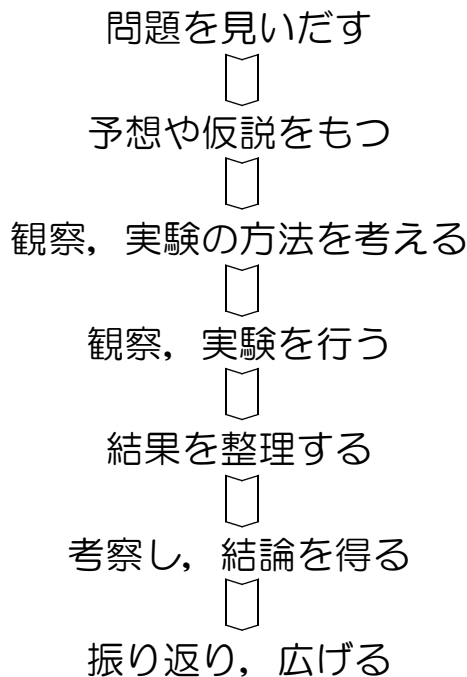 問題を見いだす
予想や仮説をもつ
観察，実験の方法を考える
観察，実験を行う
結果を整理する
考察し，結論を得る
振り返り，広げる